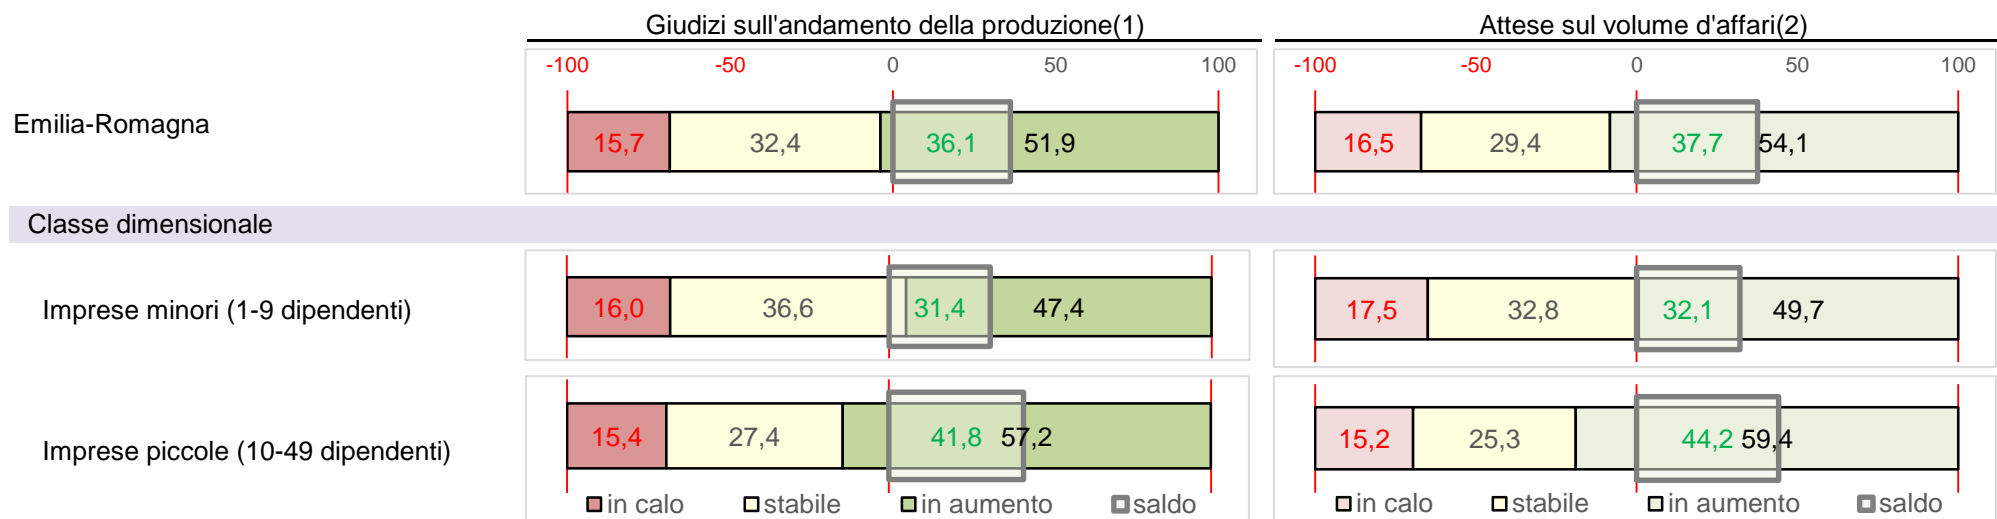 Giudizi sull'andamento della produzione(1) Attese sul volume d'affari(2)
-100 -50 0 50 100 -100 -50 0 50 100
Emilia-Romagna 15,7 32,4 36,1 51,9 16,5 29,4 37,7 54,1
Classe dimensionale
Imprese minori (1-9 dipendenti) 16,0 36,6 31,4 47,4 17,5 32,8 32,1 49,7
Imprese piccole (10-49 dipendenti) 15,4 27,4 41,8 57,2 15,2 25,3 44,2 59,4
in calo stabile in aumento saldo in calo stabile in aumento saldo